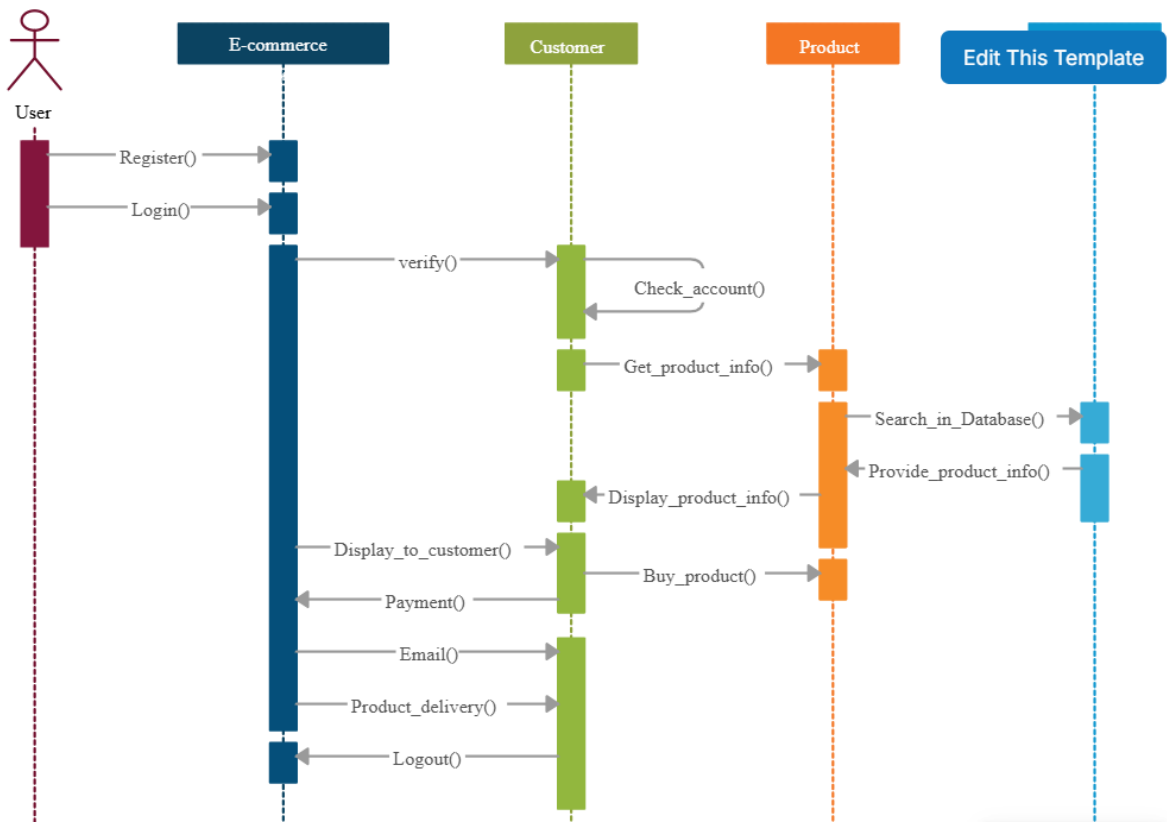 E-commerce
Customer
Product
Edit This Template
User
Register()
Login()
verify()
Check_account()
Get_product_info()
Search_in_Database()
Provide_product_info()
Display_product_info()
Display_to_customer()
Buy_product()
Payment()
Email()
Product_delivery()
Logout()